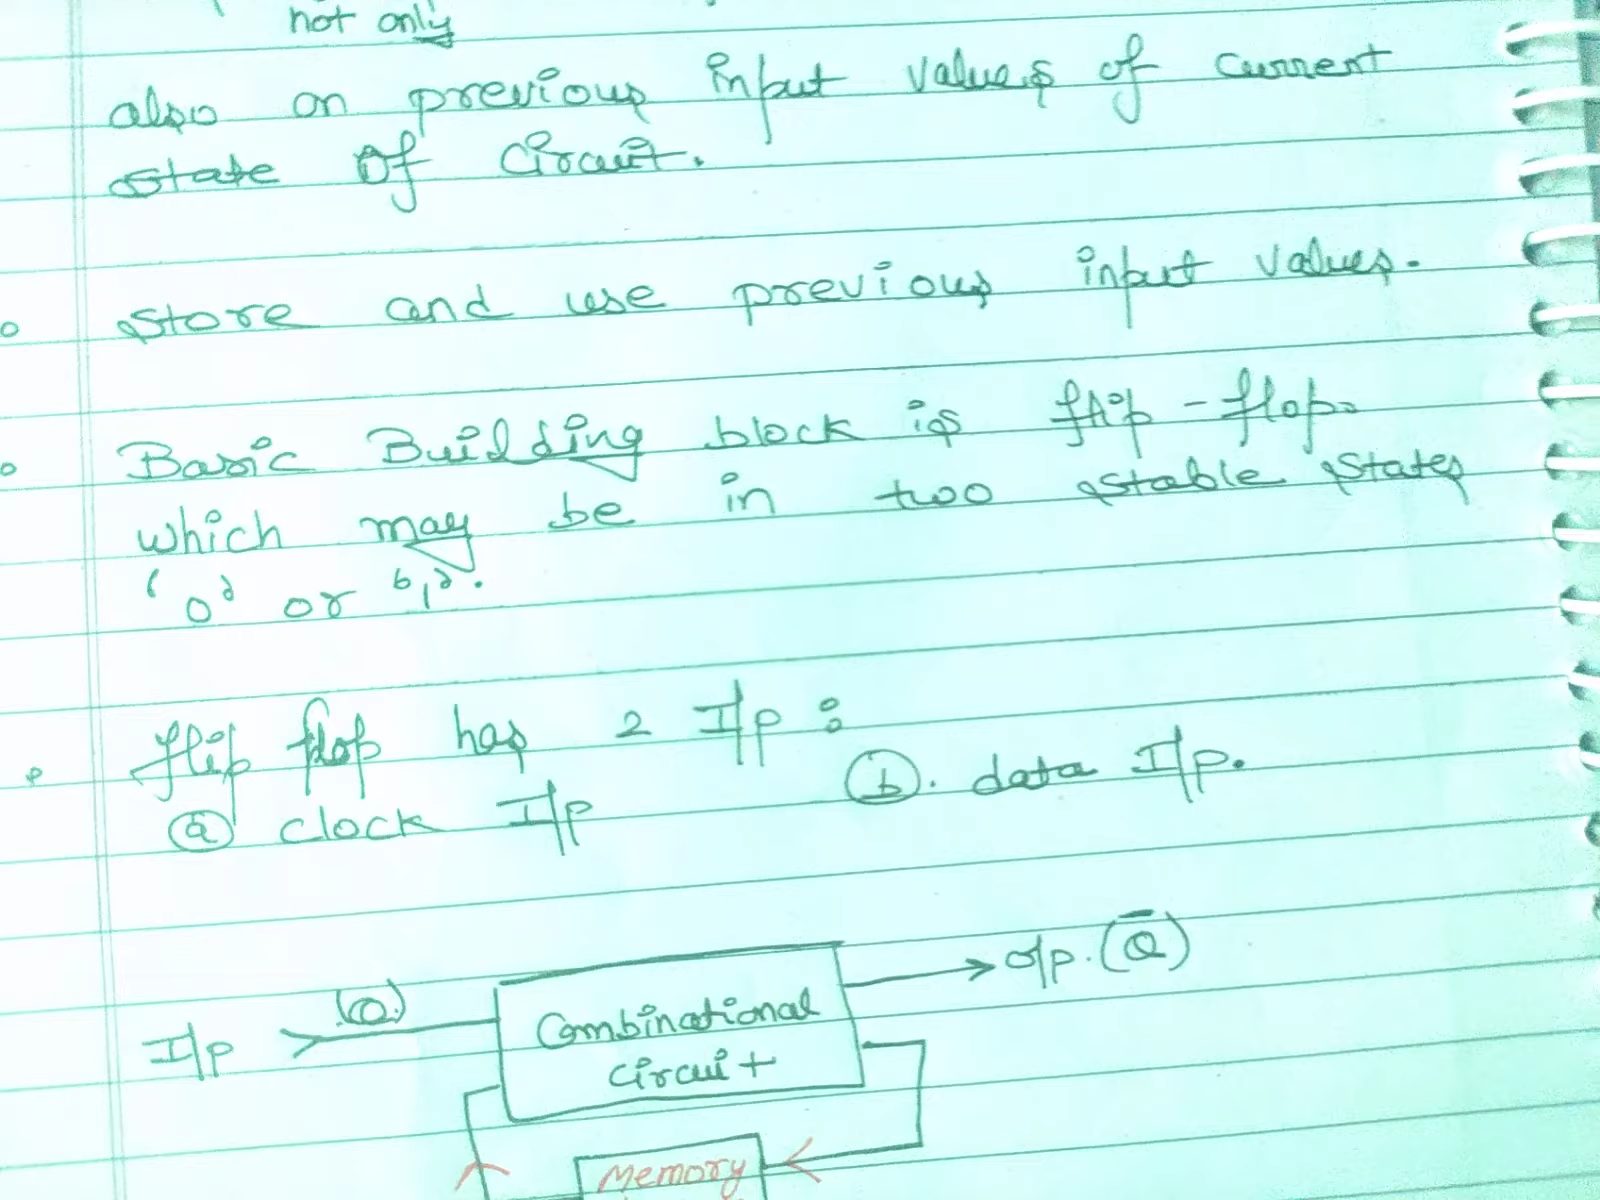 not only
also on previous input values of current
state of circuit.
store and use previous input values.
Basic Building block is flip-flop.
which may be in two stable states
'0' or '1'.
flip flop has 2 I/p :
(a) clock I/p (b). data I/p.
I/p (Q) Combinational circuit o/p. (Q̅)
Memory